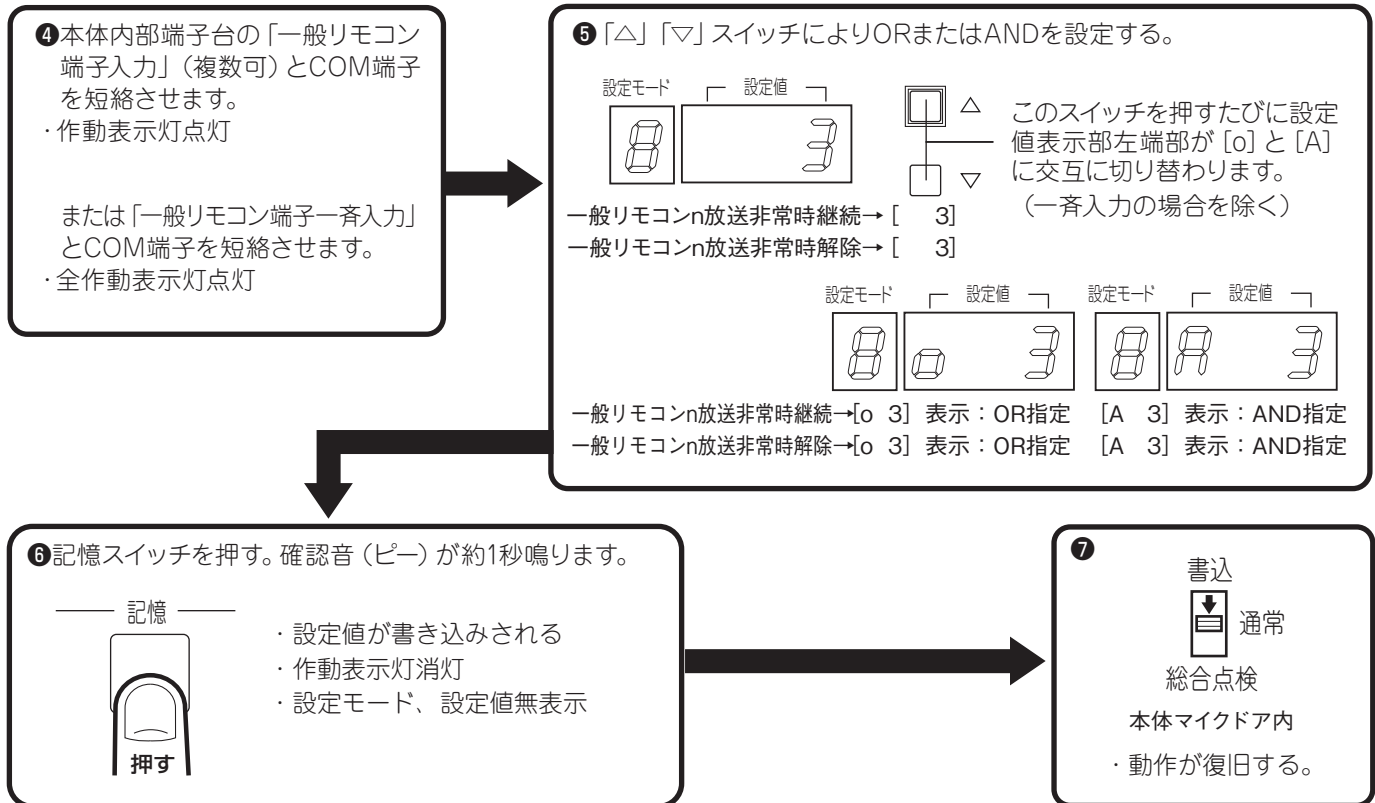 ❹本体内部端子台の「一般リモコン
端子入力」(複数可)とCOM端子
を短絡させます。
・作動表示灯点灯
または「一般リモコン端子一斉入力」
とCOM端子を短絡させます。
・全作動表示灯点灯
❺「△」「▽」スイッチによりORまたはANDを設定する。
設定モード 設定値
8 3
△
▽
このスイッチを押すたびに設定
値表示部左端部が [o] と [A]
に交互に切り替わります。
(一斉入力の場合を除く)
一般リモコンn放送非常時継続→ [ 3]
一般リモコンn放送非常時解除→ [ 3]
設定モード 設定値 設定モード 設定値
8 o 3 8 A 3
一般リモコンn放送非常時継続→[o 3] 表示:OR指定 [A 3] 表示:AND指定
一般リモコンn放送非常時解除→[o 3] 表示:OR指定 [A 3] 表示:AND指定
❻記憶スイッチを押す。確認音(ピー)が約1秒鳴ります。
記憶
押す
・設定値が書き込みされる
・作動表示灯消灯
・設定モード、設定値無表示
❼
書込
通常
総合点検
本体マイクドア内
・動作が復旧する。